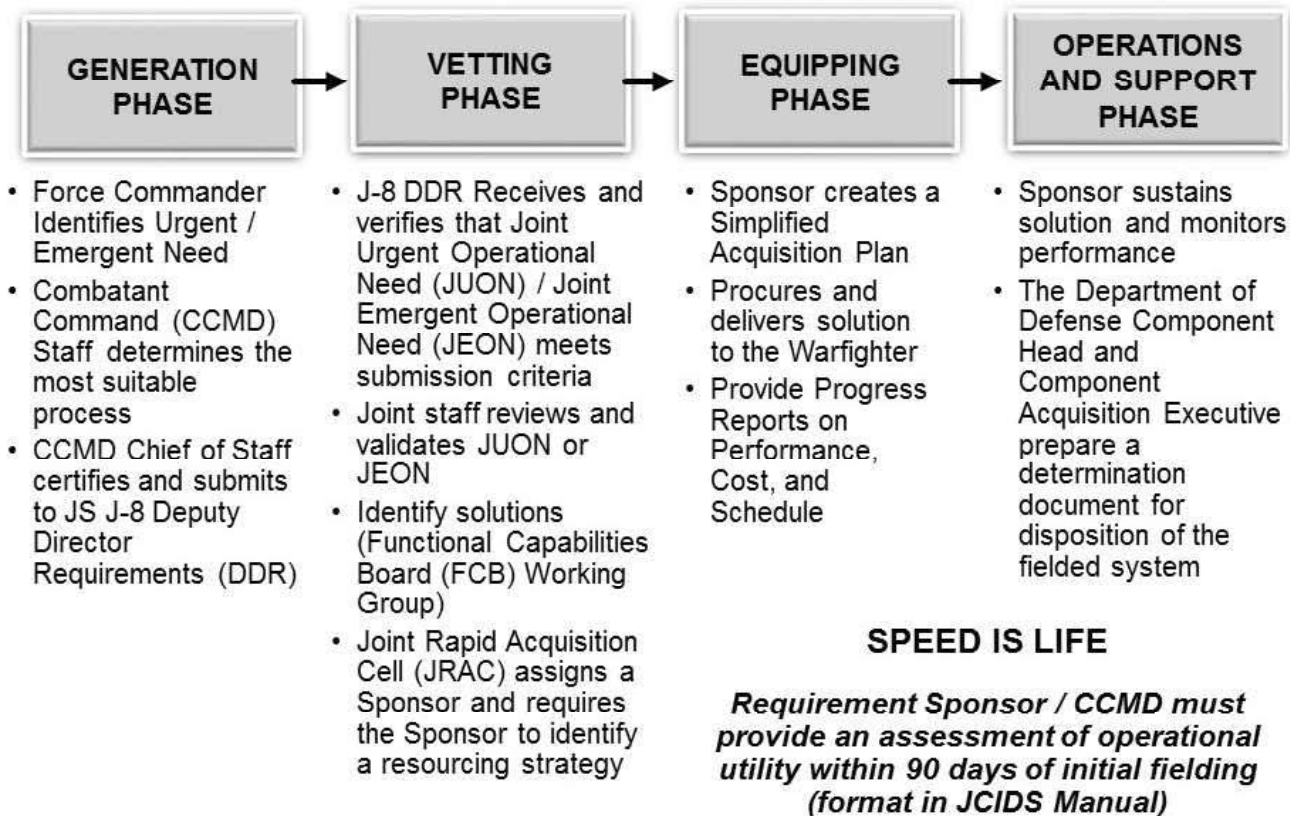 GENERATION
PHASE
VETTING
PHASE
EQUIPPING
PHASE
OPERATIONS
AND SUPPORT
PHASE
• Force Commander
Identifies Urgent /
Emergent Need
• Combatant
Command (CCMD)
Staff determines the
most suitable
process
• CCMD Chief of Staff
certifies and submits
to JS J-8 Deputy
Director
Requirements (DDR)
• J-8 DDR Receives and
verifies that Joint
Urgent Operational
Need (JUON) / Joint
Emergent Operational
Need (JEON) meets
submission criteria
• Joint staff reviews and
validates JUON or
JEON
• Identify solutions
(Functional Capabilities
Board (FCB) Working
Group)
• Joint Rapid Acquisition
Cell (JRAC) assigns a
Sponsor and requires
the Sponsor to identify
a resourcing strategy
• Sponsor creates a
Simplified
Acquisition Plan
• Procures and
delivers solution
to the Warfighter
• Provide Progress
Reports on
Performance,
Cost, and
Schedule
• Sponsor sustains
solution and monitors
performance
• The Department of
Defense Component
Head and
Component
Acquisition Executive
prepare a
determination
document for
disposition of the
fielded system
SPEED IS LIFE
Requirement Sponsor / CCMD must
provide an assessment of operational
utility within 90 days of initial fielding
(format in JCIDS Manual)